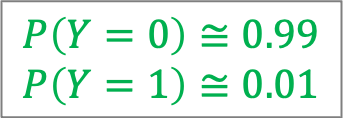 P(Y = 0) ≅ 0.99
P(Y = 1) ≅ 0.01